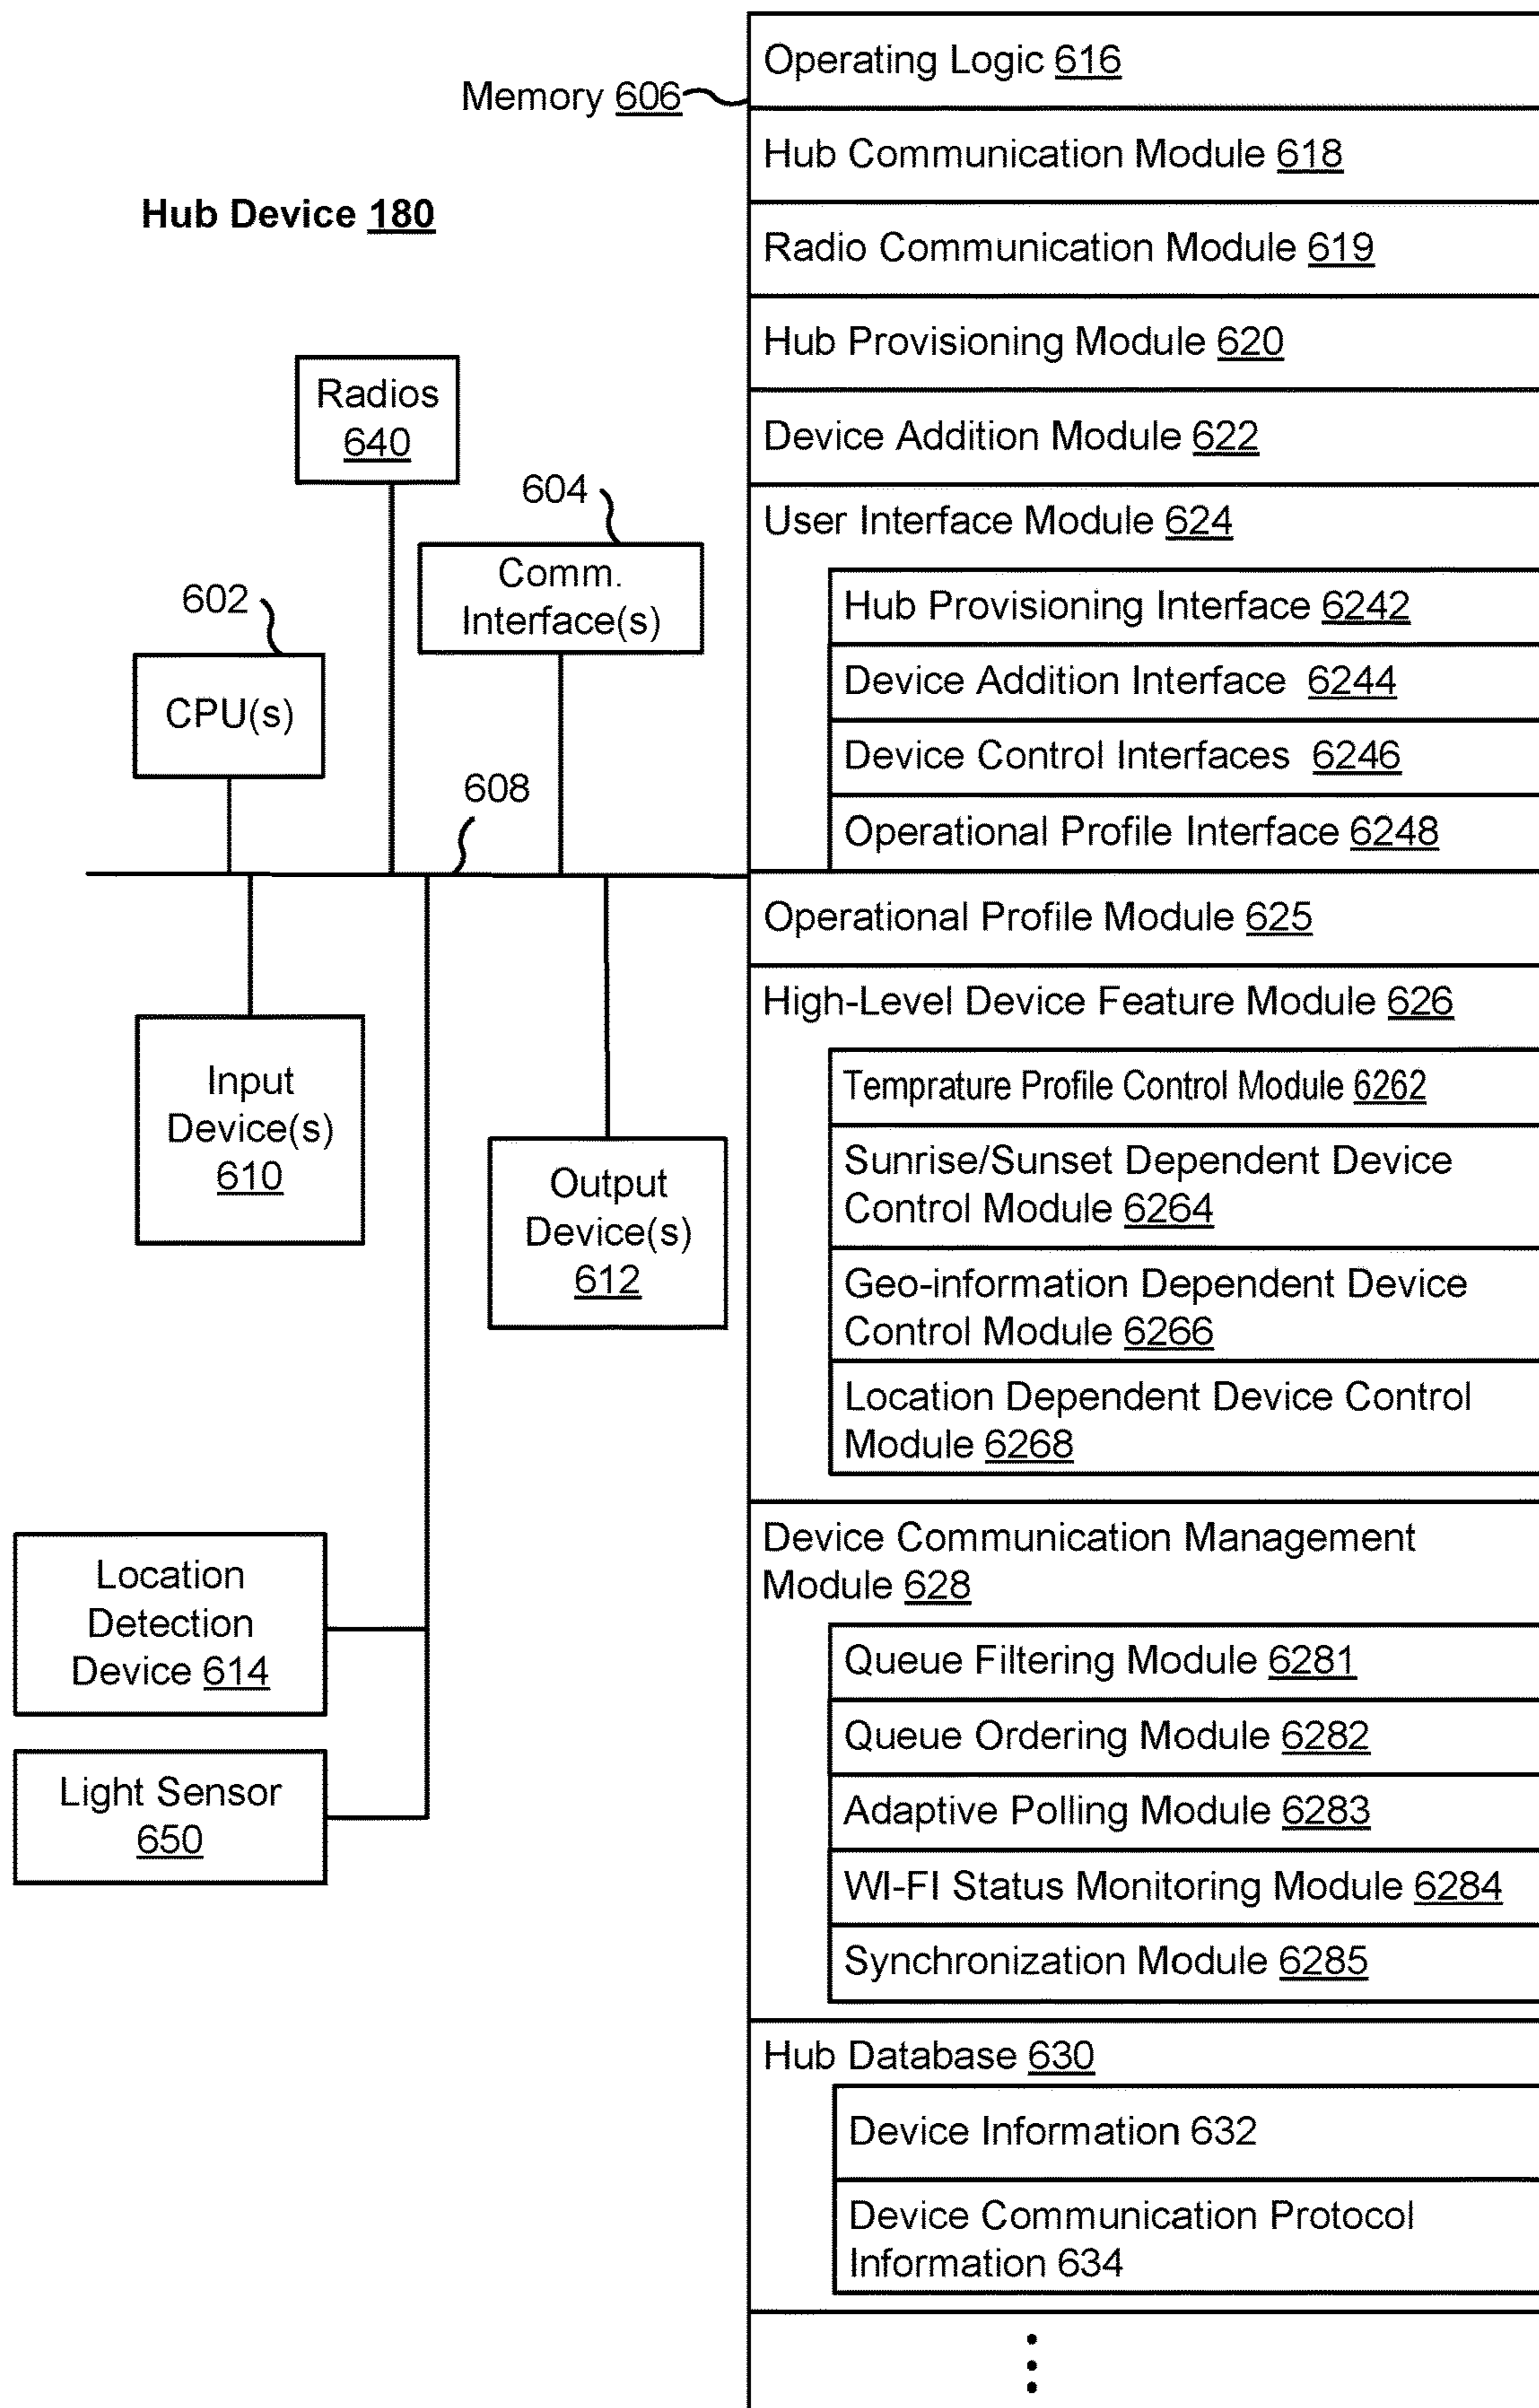 Memory 606
Hub Device 180
Radios
640
604
Comm.
Interface(s)
602
CPU(s)
608
Input
Device(s)
610
Output
Device(s)
612
Location
Detection
Device 614
Light Sensor
650
Operating Logic 616
Hub Communication Module 618
Radio Communication Module 619
Hub Provisioning Module 620
Device Addition Module 622
User Interface Module 624
Hub Provisioning Interface 6242
Device Addition Interface 6244
Device Control Interfaces 6246
Operational Profile Interface 6248
Operational Profile Module 625
High-Level Device Feature Module 626
Temprature Profile Control Module 6262
Sunrise/Sunset Dependent Device
Control Module 6264
Geo-information Dependent Device
Control Module 6266
Location Dependent Device Control
Module 6268
Device Communication Management
Module 628
Queue Filtering Module 6281
Queue Ordering Module 6282
Adaptive Polling Module 6283
WI-FI Status Monitoring Module 6284
Synchronization Module 6285
Hub Database 630
Device Information 632
Device Communication Protocol
Information 634